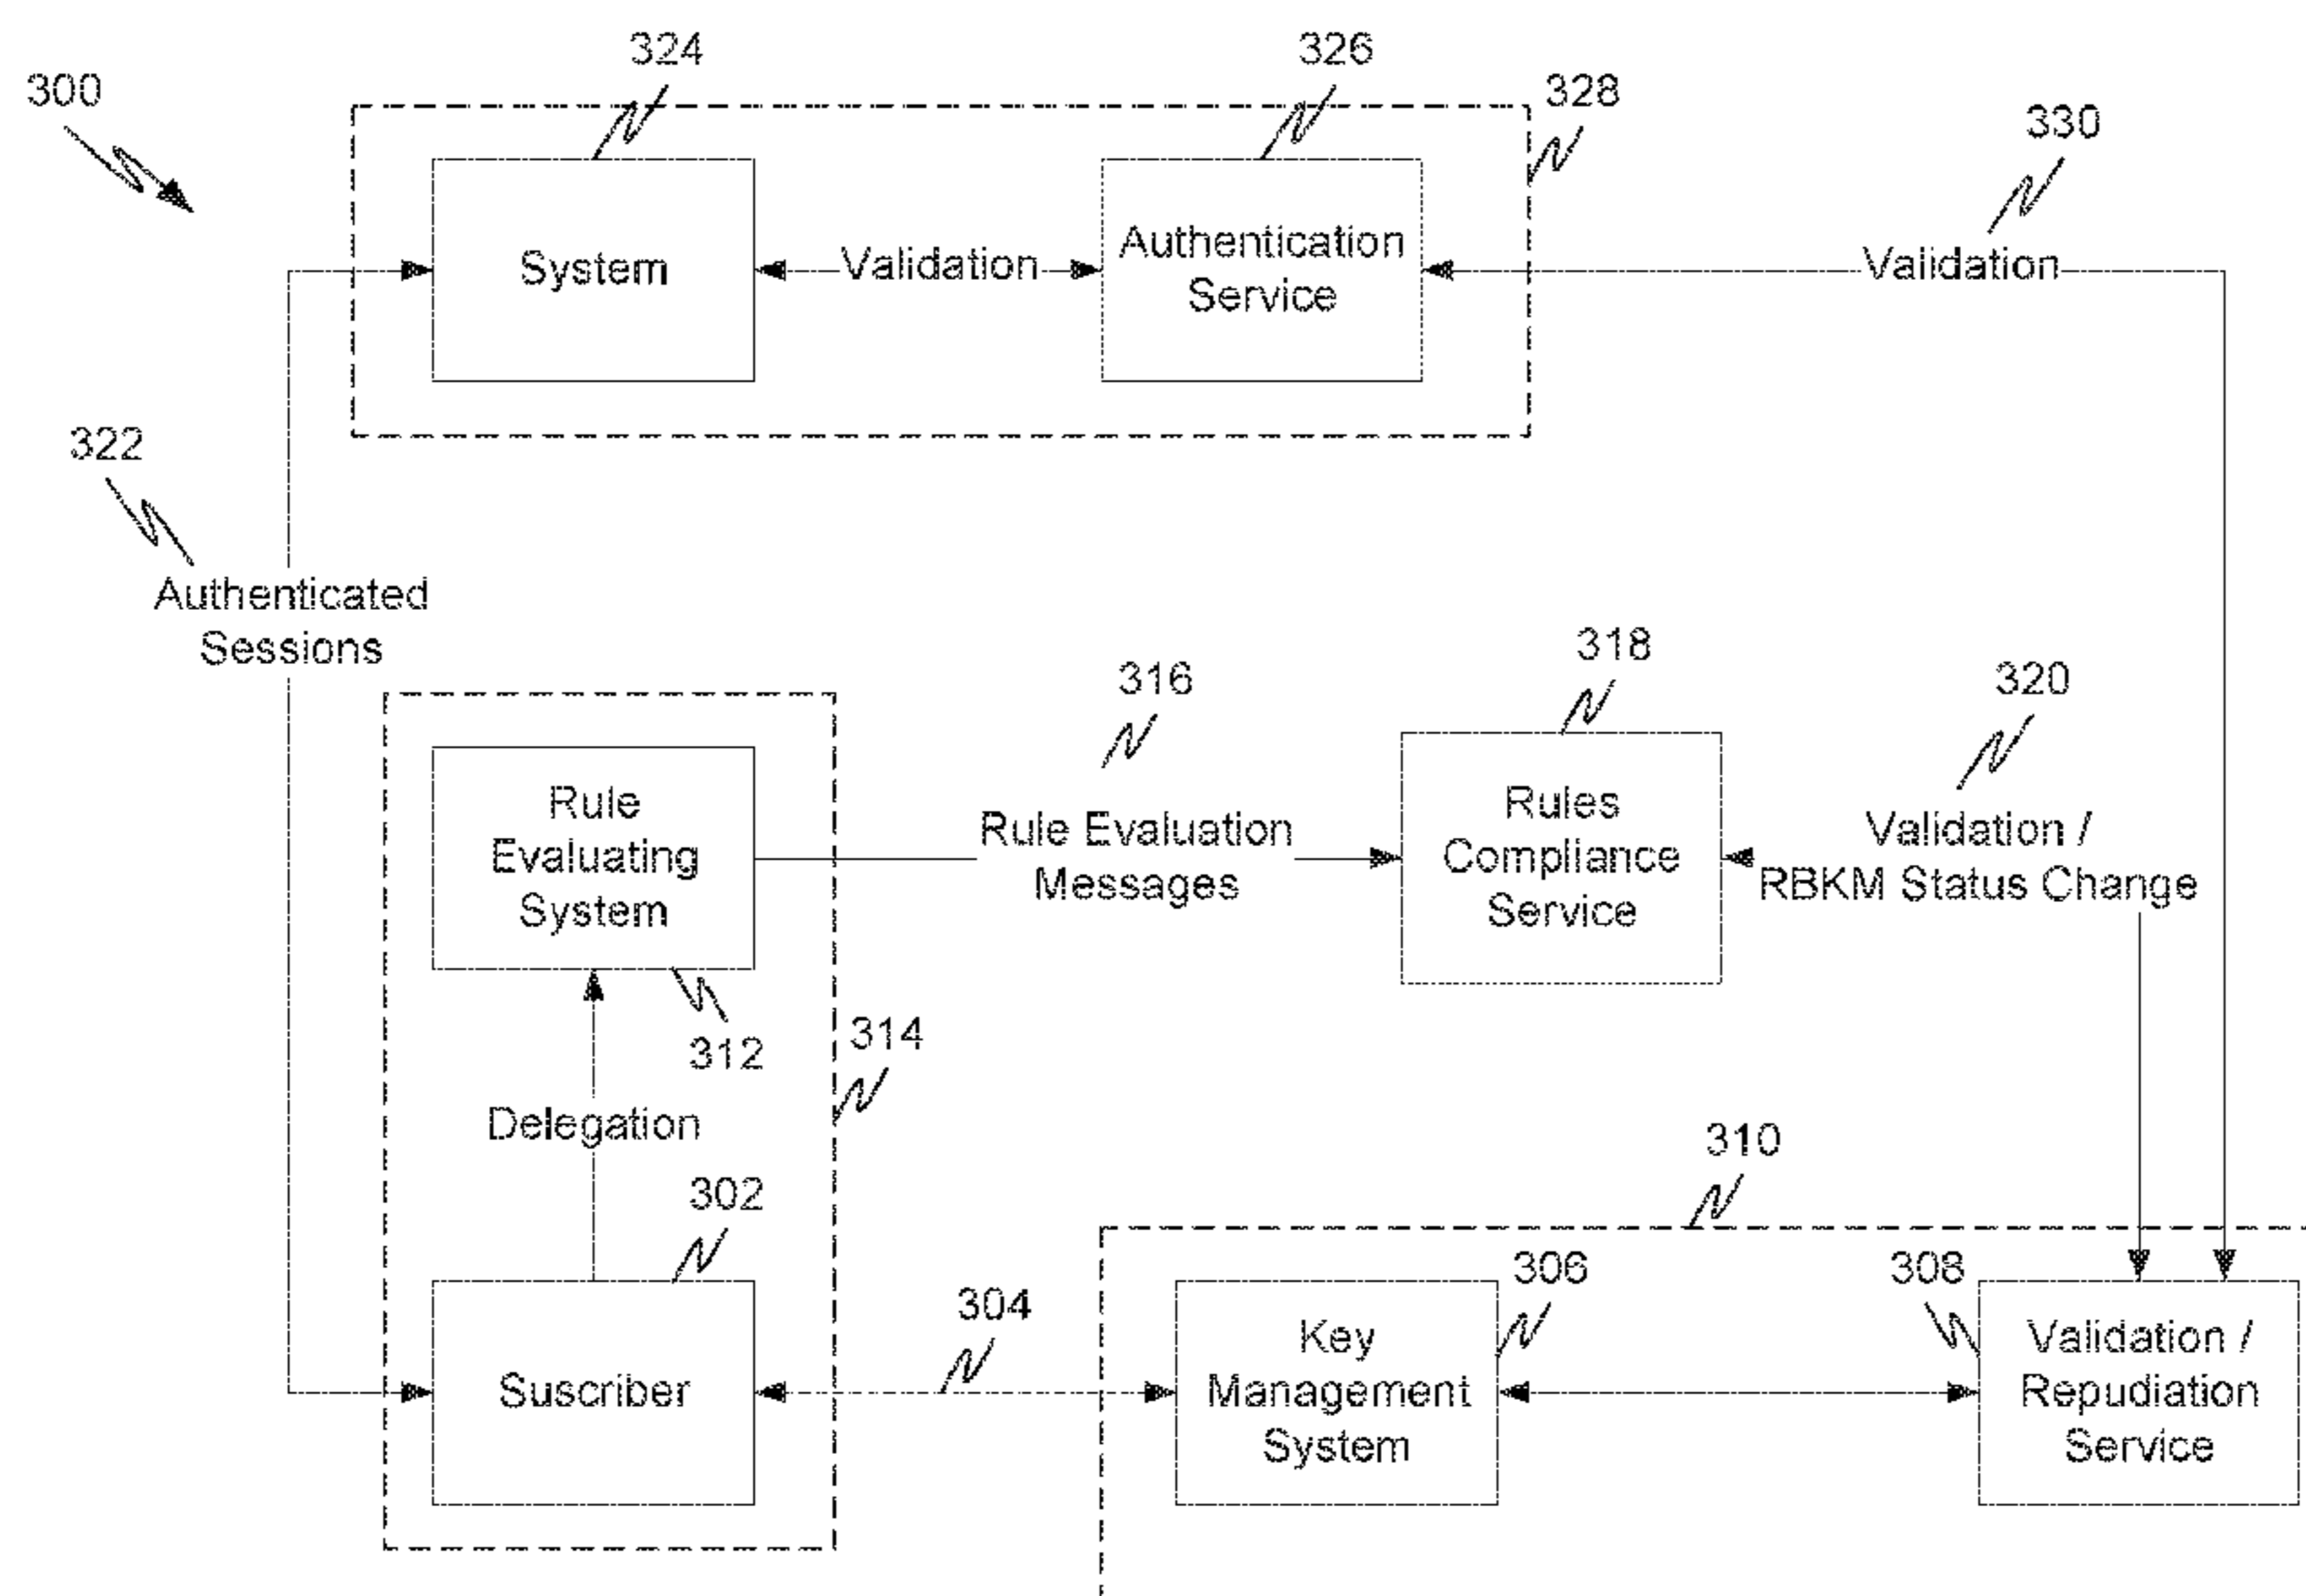 324
326
328
300
330
System
Validation
Authentication
Service
Validation
322
Authenticated
Sessions
316
318
320
Rule
Evaluating
System
Rule Evaluation
Messages
Rules
Compliance
Service
Validation /
RBKM Status Change
312
314
Delegation
302
310
304
306
308
Suscriber
Key
Management
System
Validation /
Repudiation
Service